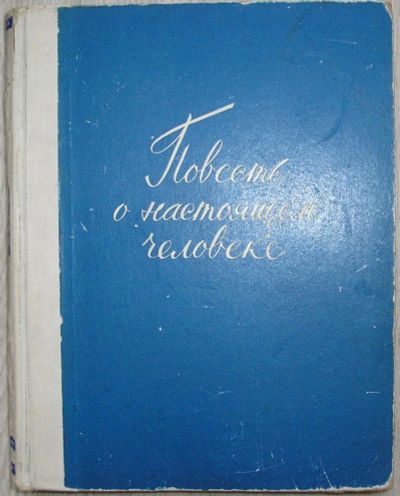 Повесть
о настоящем
человеке